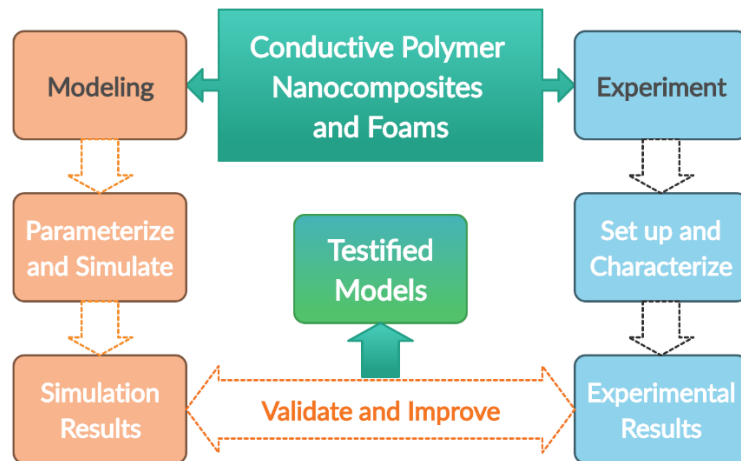 Modeling
Conductive Polymer
Nanocomposites
and Foams
Experiment
Parameterize
and Simulate
Testified
Models
Set up and
Characterize
Simulation
Results
Validate and Improve
Experimental
Results